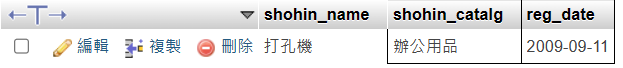 shohin_name shohin_catalg reg_date
編輯 複製 刪除 打孔機 辦公用品 2009-09-11